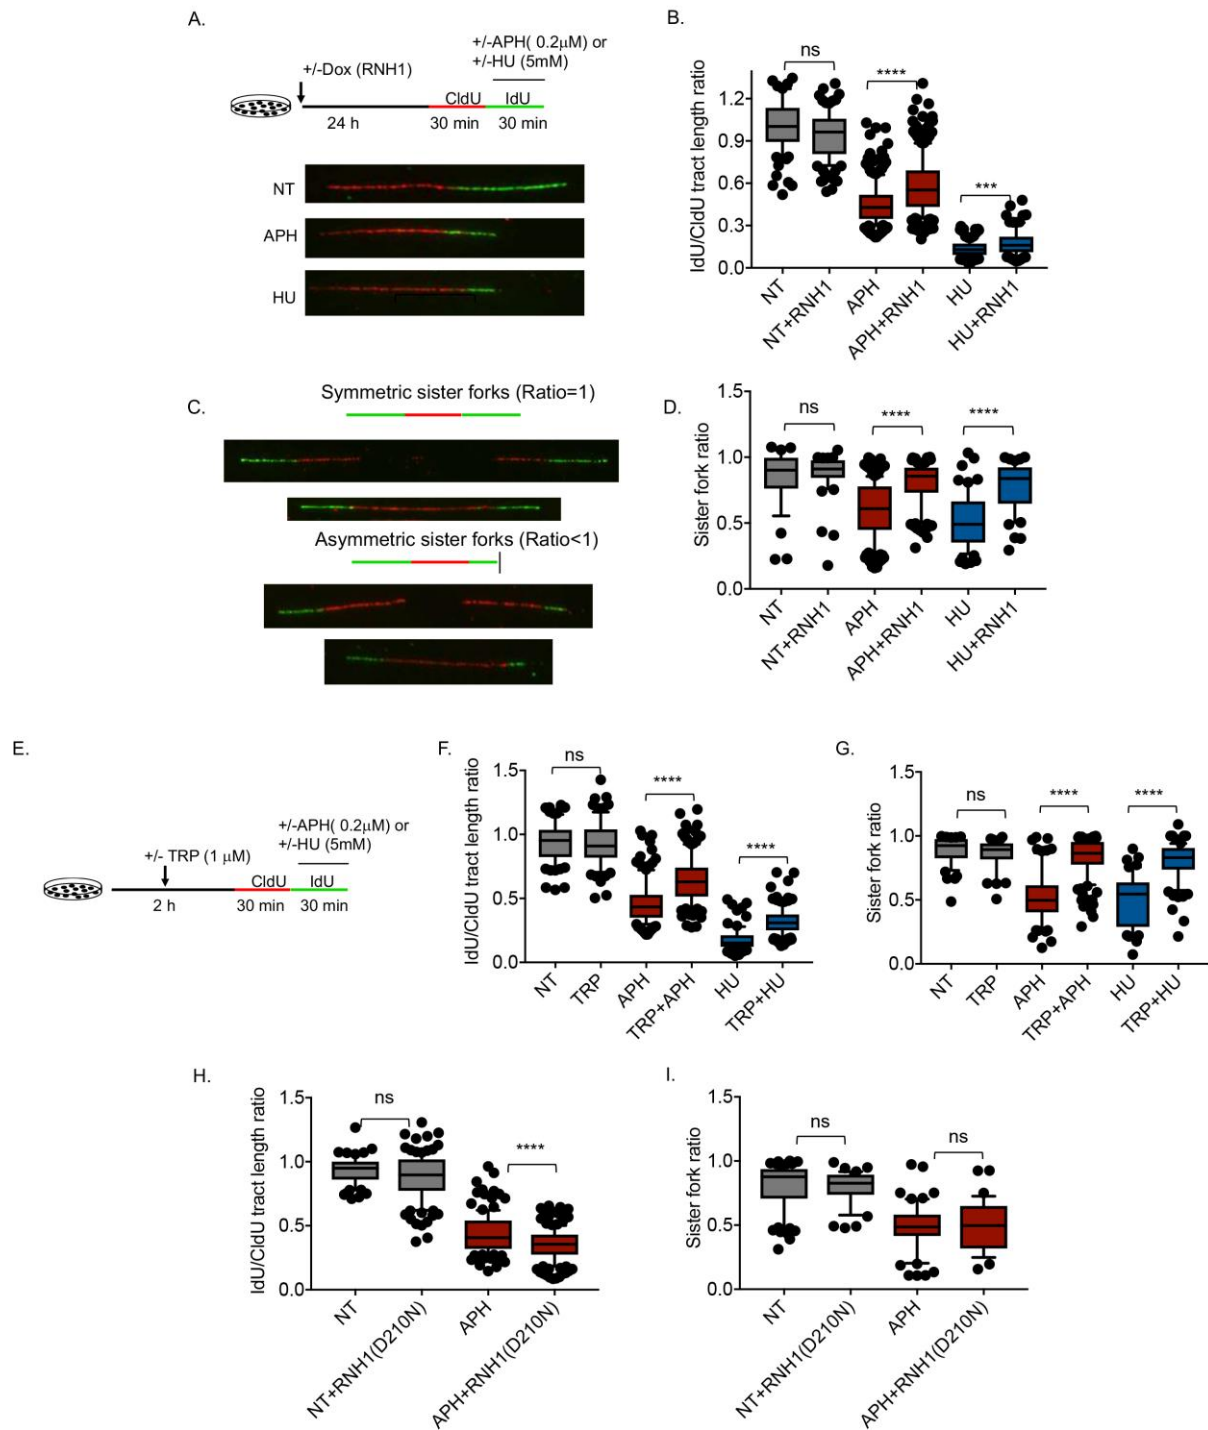 A.
+/-APH( 0.2μM) or
+/-HU (5mM)
+/-Dox (RNH1)
CldU IdU
24 h 30 min 30 min
NT
APH
HU
B.
ns
****
***
IdU/CldU tract length ratio
1.2
0.9
0.6
0.3
0.0
NT
NT+RNH1
APH
APH+RNH1
HU
HU+RNH1
C.
Symmetric sister forks (Ratio=1)
Asymmetric sister forks (Ratio<1)
D.
ns
****
****
Sister fork ratio
1.5
1.0
0.5
0.0
NT
NT+RNH1
APH
APH+RNH1
HU
HU+RNH1
E.
+/-APH( 0.2μM) or
+/-HU (5mM)
+/- TRP (1 μM)
CldU IdU
2 h 30 min 30 min
F.
ns
****
****
IdU/CldU tract length ratio
1.5
1.0
0.5
0.0
NT
TRP
APH
TRP+APH
HU
TRP+HU
G.
ns
****
****
Sister fork ratio
1.5
1.0
0.5
0.0
NT
TRP
APH
TRP+APH
HU
TRP+HU
H.
ns
****
IdU/CldU tract length ratio
1.5
1.0
0.5
0.0
NT
NT+RNH1(D210N)
APH
APH+RNH1(D210N)
I.
ns
ns
Sister fork ratio
1.5
1.0
0.5
0.0
NT
NT+RNH1(D210N)
APH
APH+RNH1(D210N)